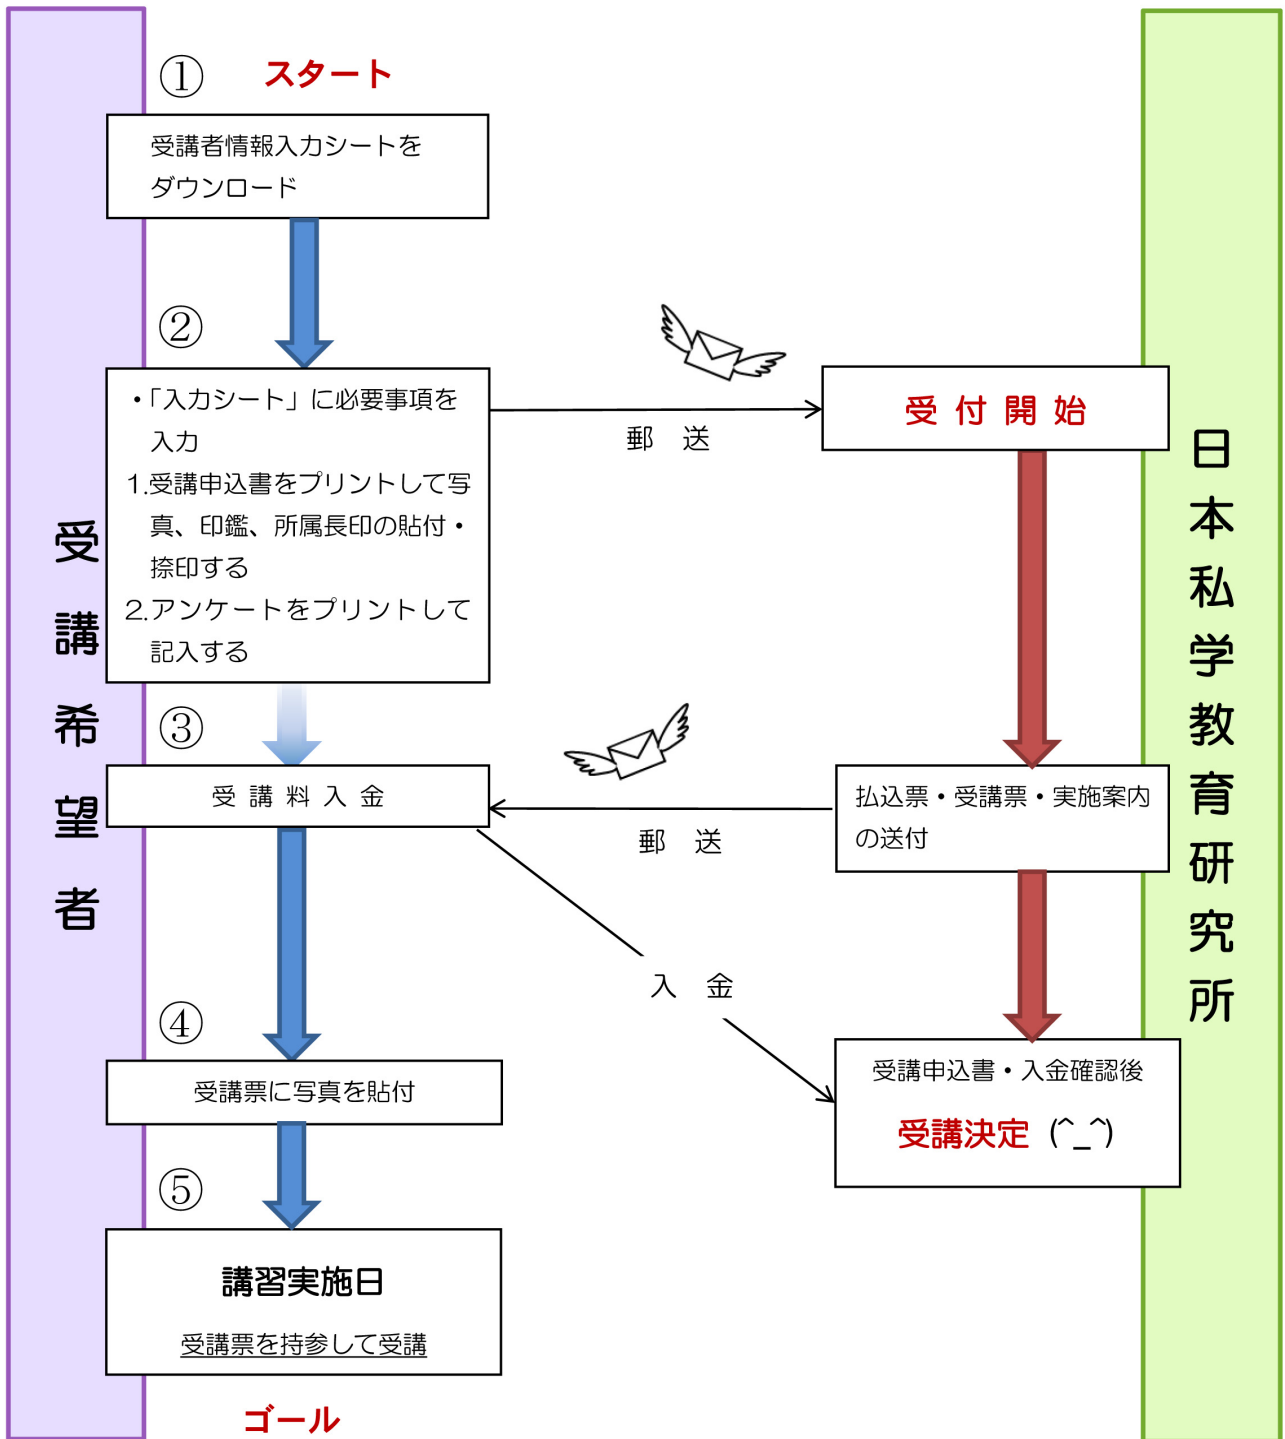 ① スタート
受講者情報入力シートを
ダウンロード
②
・「入力シート」に必要事項を
入力
1.受講申込書をプリントして写
真、印鑑、所属長印の貼付・
捺印する
2.アンケートをプリントして
記入する
郵 送
受 付 開 始
③
受 講 料 入 金
郵 送
払込票・受講票・実施案内
の送付
入 金
④
受講票に写真を貼付
受講申込書・入金確認後
受講決定 (^_^)
⑤
講習実施日
受講票を持参して受講
ゴール
受講希望者
日本私学教育研究所